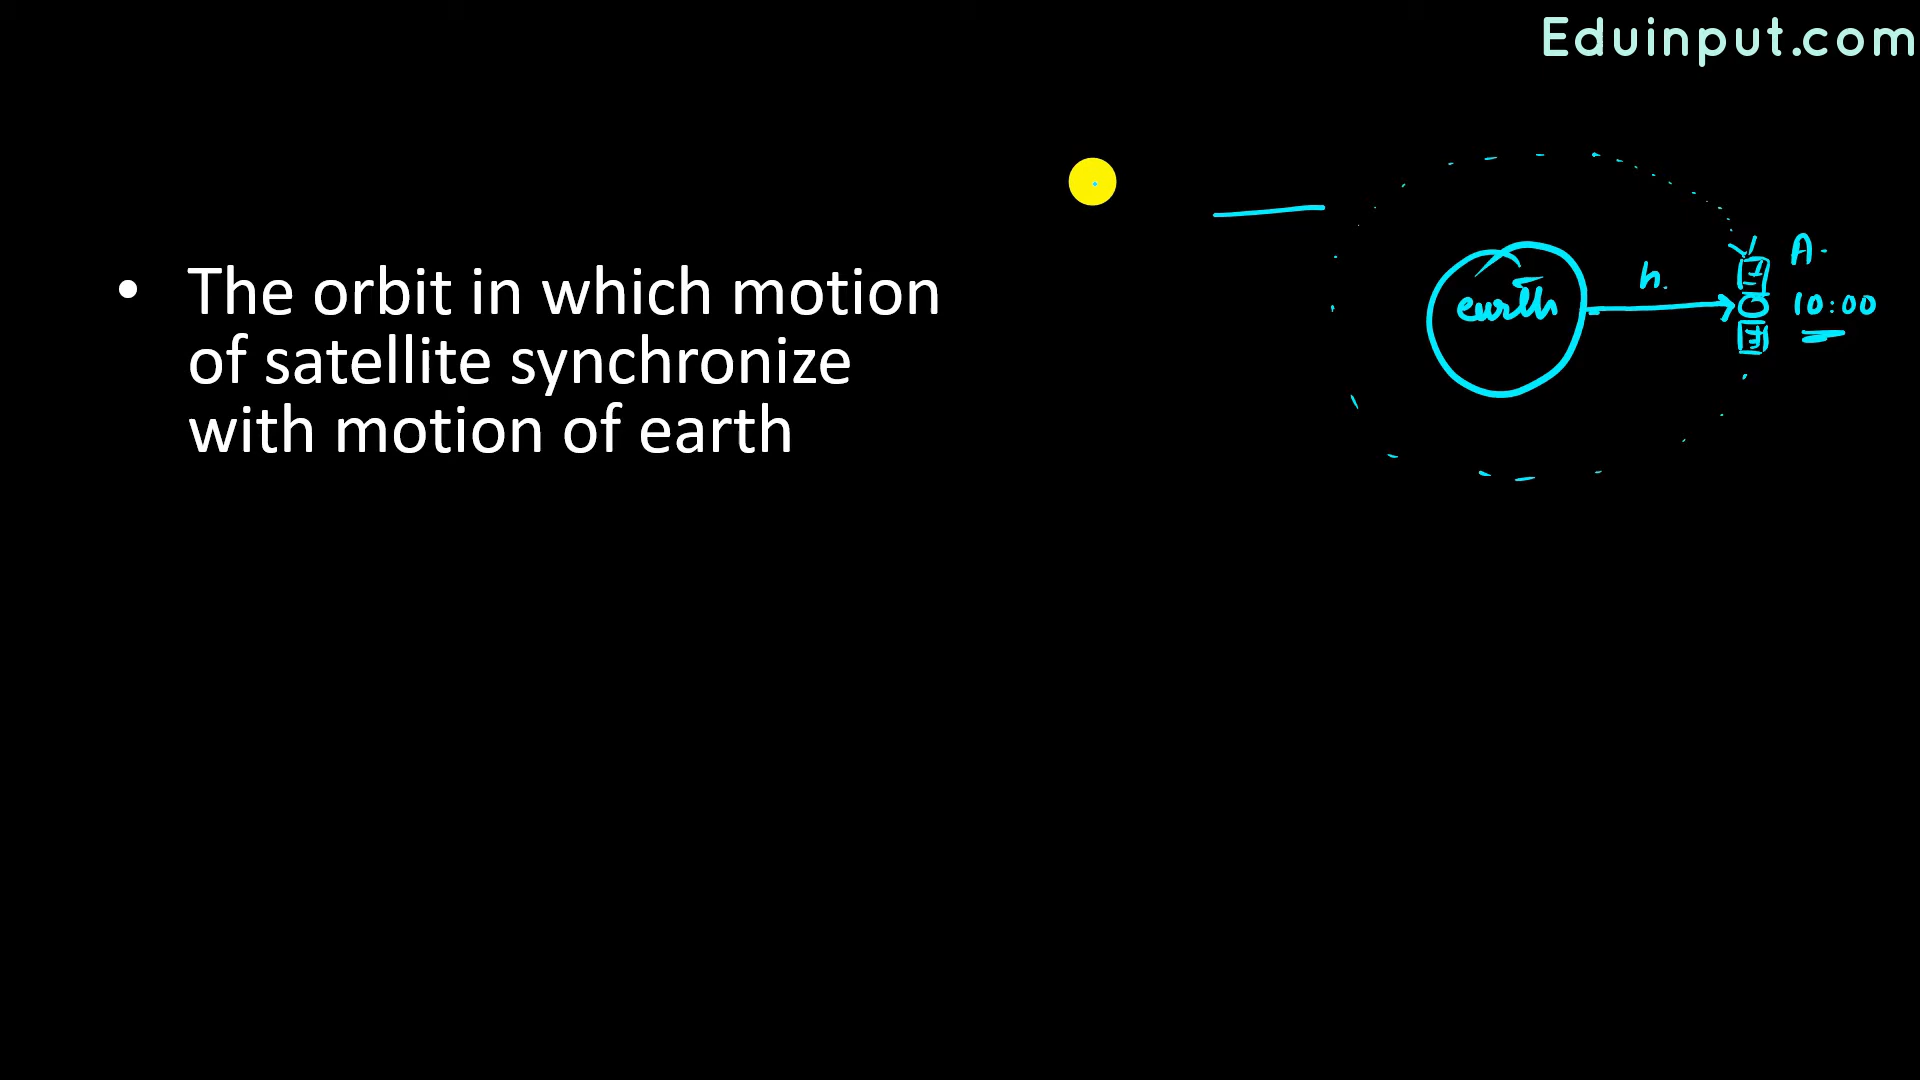 Eduinput.com
• The orbit in which motion
of satellite synchronize
with motion of earth
earth
h.
A.
10:00